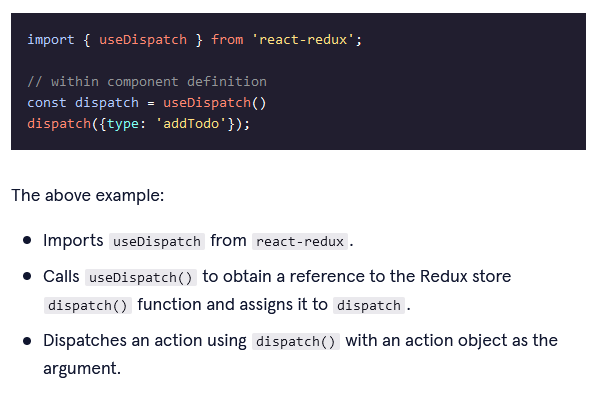 import { useDispatch } from 'react-redux';
// within component definition
const dispatch = useDispatch()
dispatch({type: 'addTodo'});
The above example:
Imports useDispatch from react-redux.
Calls useDispatch() to obtain a reference to the Redux store
dispatch() function and assigns it to dispatch.
Dispatches an action using dispatch() with an action object as the
argument.